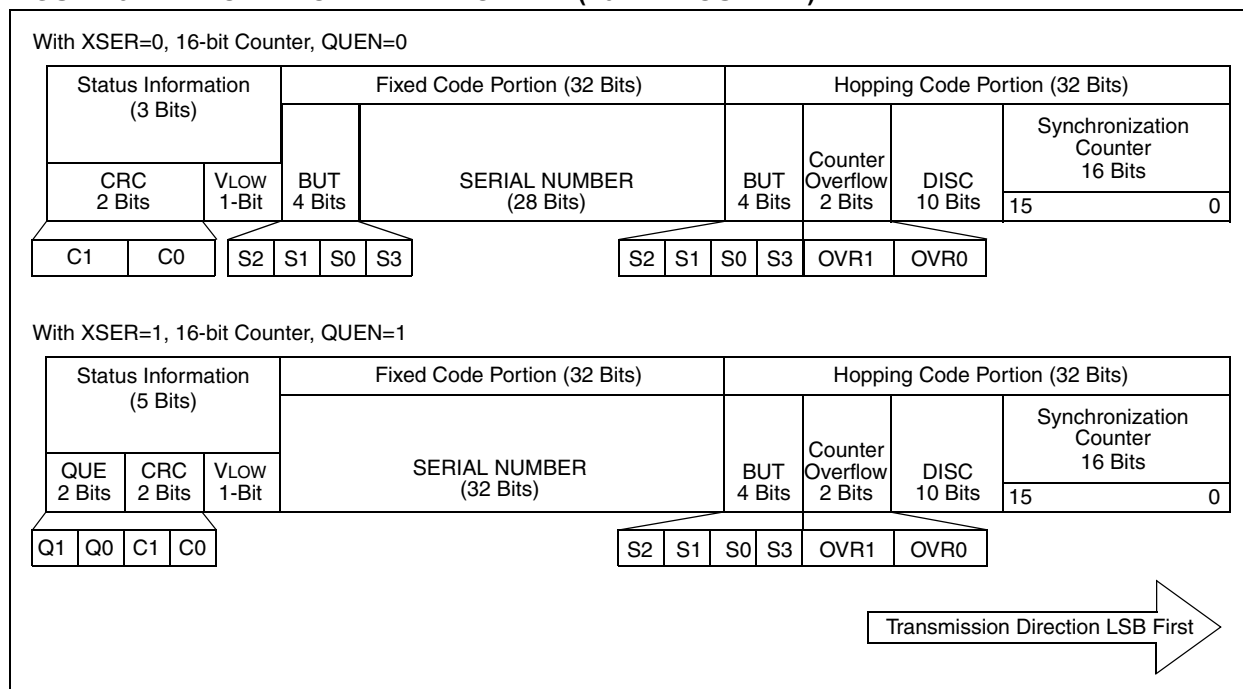 With XSER=0, 16-bit Counter, QUEN=0
Status Information
(3 Bits)
Fixed Code Portion (32 Bits)
Hopping Code Portion (32 Bits)
CRC
2 Bits
VLOW
1-Bit
BUT
4 Bits
SERIAL NUMBER
(28 Bits)
BUT
4 Bits
Counter
Overflow
2 Bits
DISC
10 Bits
Synchronization
Counter
16 Bits
15 0
C1 C0
S2 S1 S0 S3
S2 S1 S0 S3 OVR1 OVR0
With XSER=1, 16-bit Counter, QUEN=1
Status Information
(5 Bits)
Fixed Code Portion (32 Bits)
Hopping Code Portion (32 Bits)
QUE
2 Bits
CRC
2 Bits
VLOW
1-Bit
SERIAL NUMBER
(32 Bits)
BUT
4 Bits
Counter
Overflow
2 Bits
DISC
10 Bits
Synchronization
Counter
16 Bits
15 0
Q1 Q0 C1 C0
S2 S1 S0 S3 OVR1 OVR0
Transmission Direction LSB First